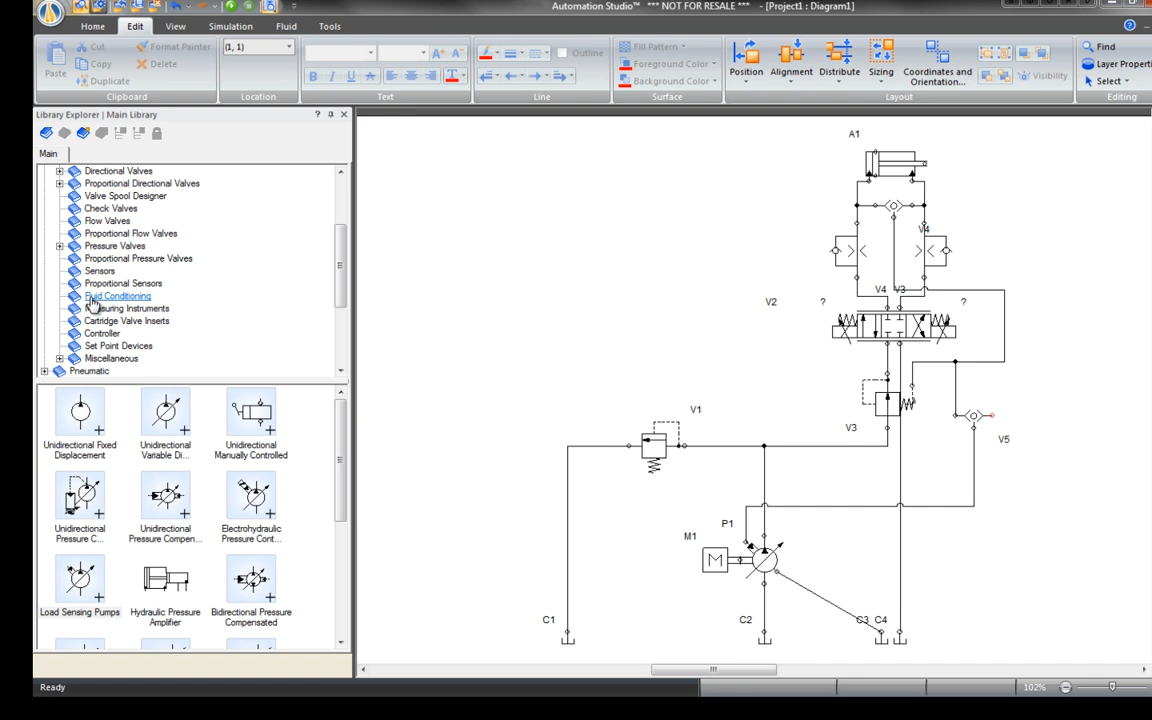 Automation Studio™ *** NOT FOR RESALE *** - [Project1 : Diagram1]
Home Edit View Simulation Fluid Tools
Paste Cut Copy Duplicate Format Painter Delete
(1, 1)
Outline
Fill Pattern
Foreground Color
Background Color
Position Alignment Distribute Sizing Coordinates and Orientation...
Visibility
Find
Layer Properti
Select
Clipboard Location Text Line Surface Layout Editing
Library Explorer | Main Library
Main
Directional Valves
Proportional Directional Valves
Valve Spool Designer
Check Valves
Flow Valves
Proportional Flow Valves
Pressure Valves
Proportional Pressure Valves
Sensors
Proportional Sensors
Fluid Conditioning
Measuring Instruments
Cartridge Valve Inserts
Controller
Set Point Devices
Miscellaneous
Pneumatic
Unidirectional Fixed Displacement
Unidirectional Variable Di...
Unidirectional Manually Controlled
Unidirectional Pressure C...
Unidirectional Pressure Compen...
Electrohydraulic Pressure Cont...
Load Sensing Pumps
Hydraulic Pressure Amplifier
Bidirectional Pressure Compensated
A1
V4
V4 V3
V2 ? ?
V1
V3
V5
P1
M1
M
C1 C2 C3 C4
Ready
102%